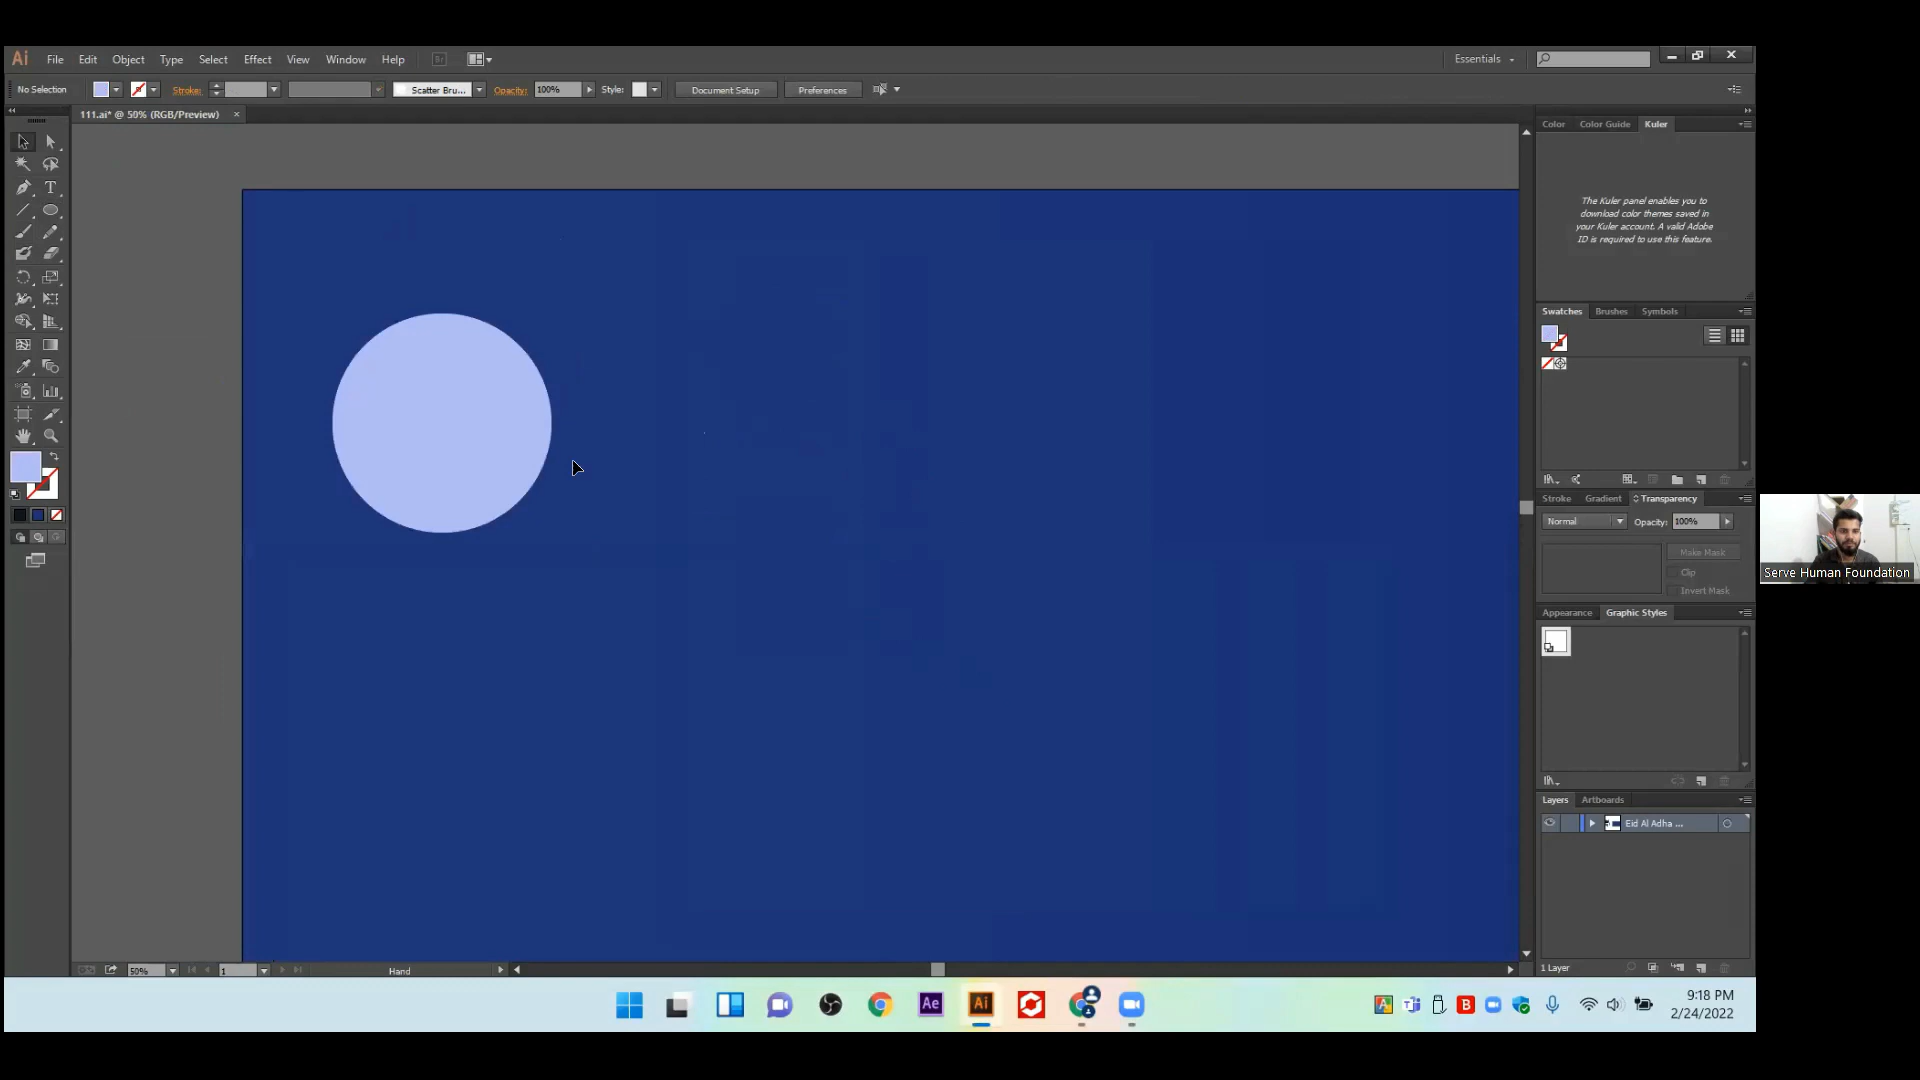 Ai File Edit Object Type Select Effect View Window Help Br Essentials
No Selection Stroke: Scatter Bru... Opacity: 100% Style: Document Setup Preferences
111.ai* @ 50% (RGB/Preview) ×
Color Color Guide Kuler
The Kuler panel enables you to
download color themes saved in
your Kuler account. A valid Adobe
ID is required to use this feature.
Swatches Brushes Symbols
Stroke Gradient Transparency
Normal Opacity: 100%
Make Mask
Clip
Invert Mask
Serve Human Foundation
Appearance Graphic Styles
Layers Artboards
Eid Al Adha ...
1 Layer
50% 1 Hand
Ae Ai B
9:18 PM
2/24/2022